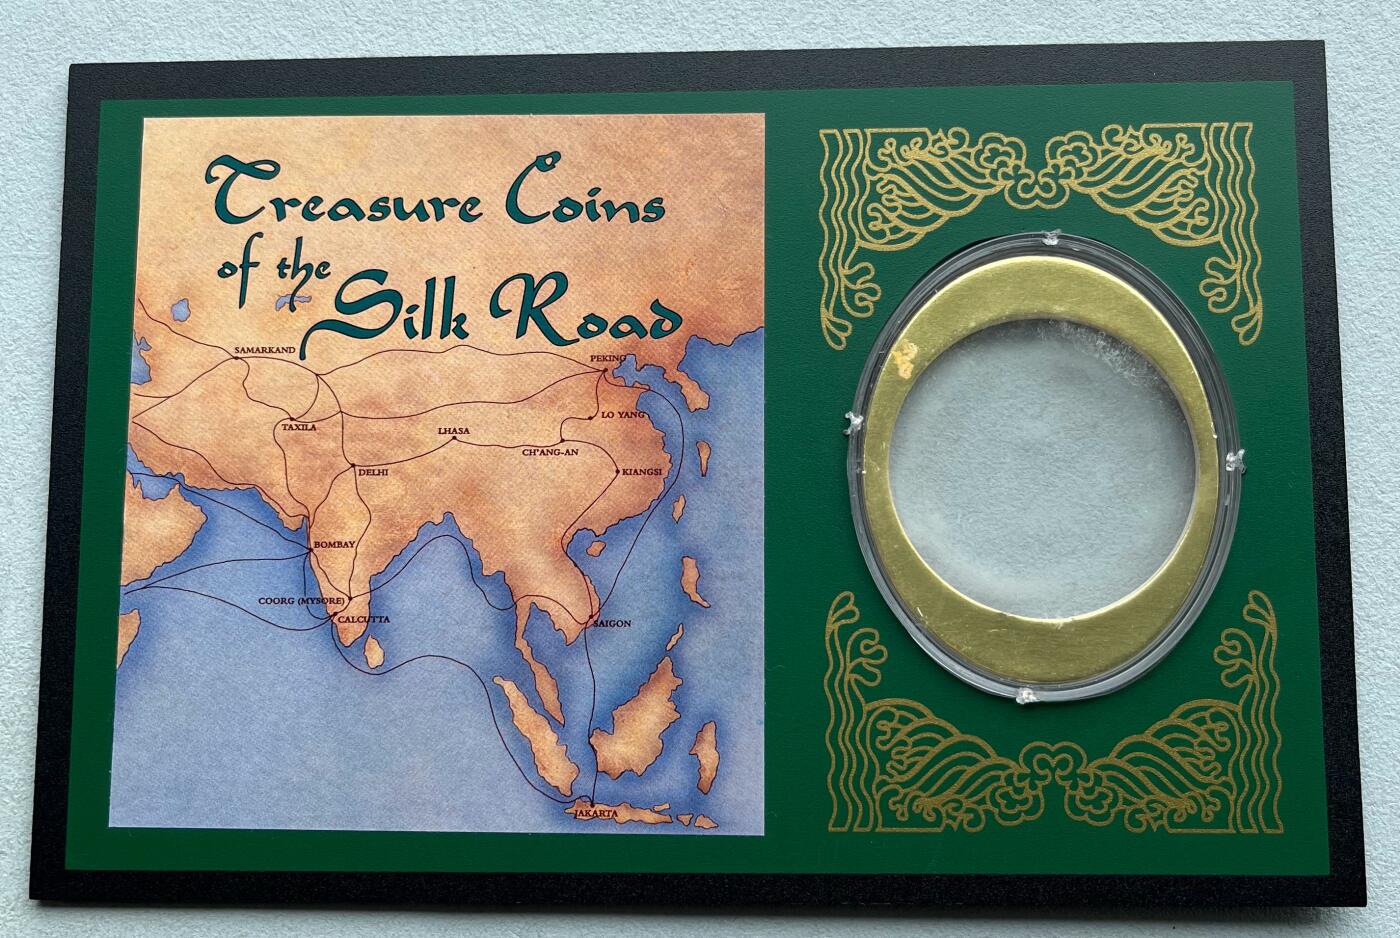 Treasure Coins
of the
Silk Road
SAMARKAND
PEKING
TAXILA
LO YANG
LHASA
CH'ANG-AN
DELHI
KIANGSI
BOMBAY
COORG (MYSORE)
CALCUTTA
SAIGON
JAKARTA